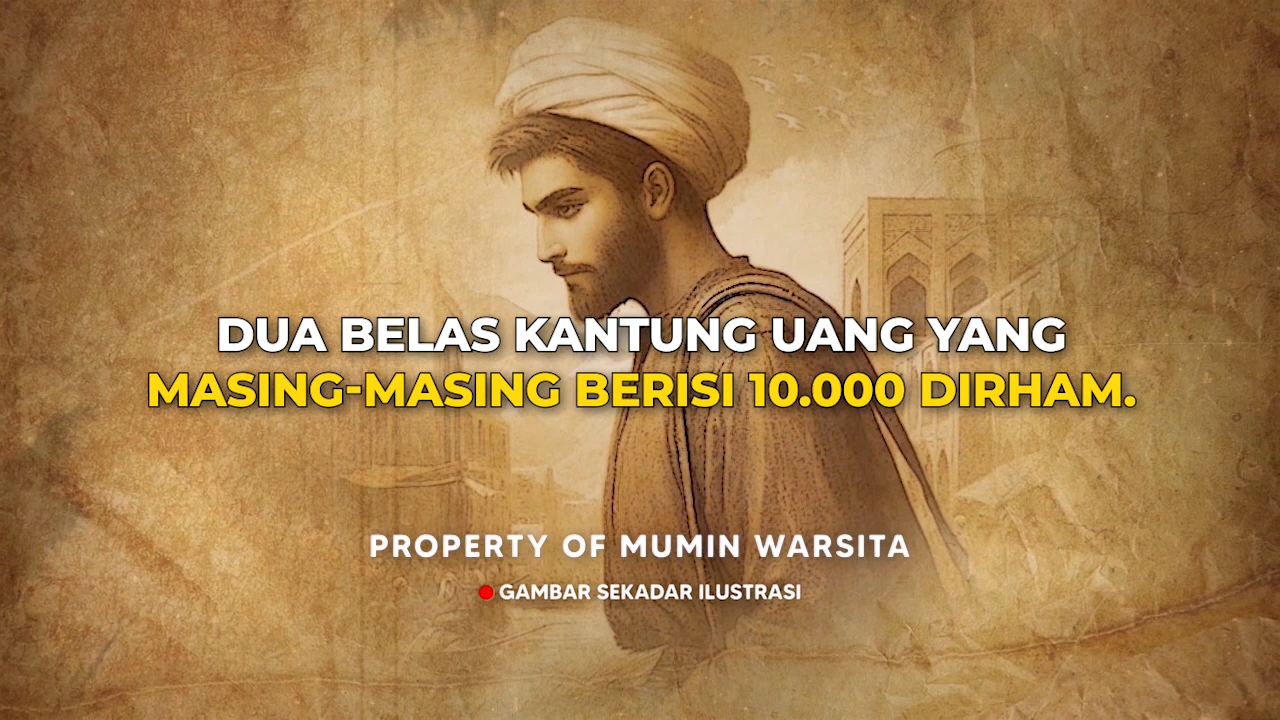 DUA BELAS KANTUNG UANG YANG
MASING-MASING BERISI 10.000 DIRHAM.
PROPERTY OF MUMIN WARSITA
GAMBAR SEKADAR ILUSTRASI